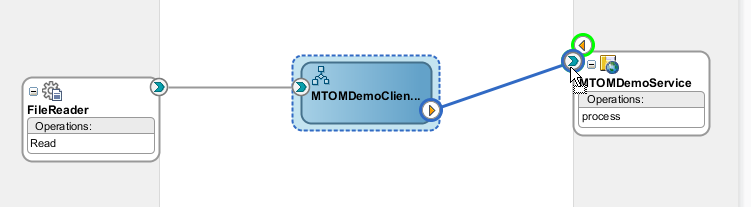 FileReader
Operations:
Read
MTOMDemoClien...
MTOMDemoService
Operations:
process